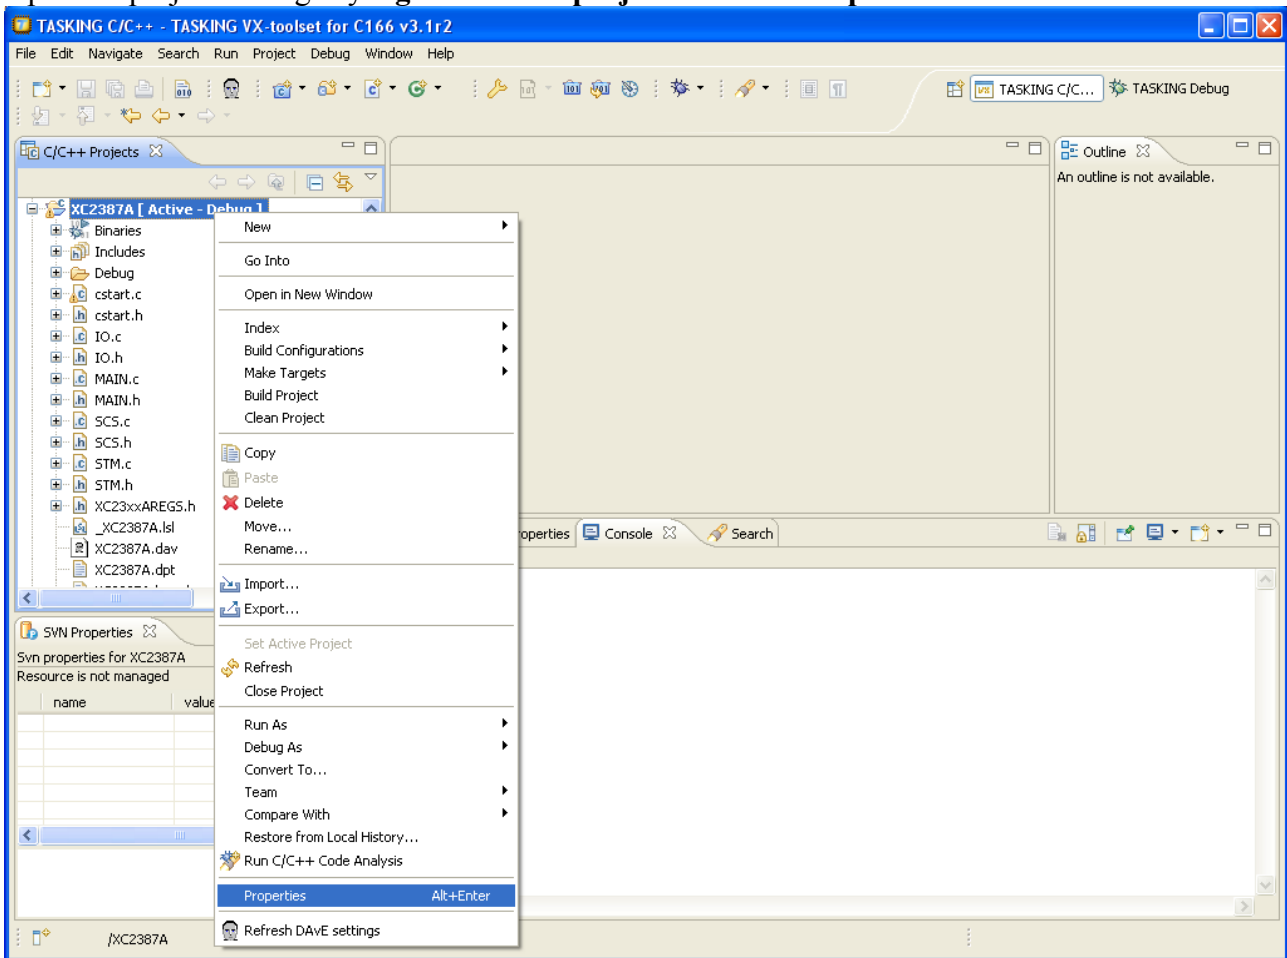 TASKING C/C++ - TASKING VX-toolset for C166 v3.1r2
File Edit Navigate Search Run Project Debug Window Help
TASKING C/C... TASKING Debug
C/C++ Projects
Outline
An outline is not available.
XC2387A [ Active - Debug ]
Binaries
Includes
Debug
cstart.c
cstart.h
IO.c
IO.h
MAIN.c
MAIN.h
SCS.c
SCS.h
STM.c
STM.h
XC23xxAREGS.h
_XC2387A.lsl
XC2387A.dav
XC2387A.dpt
New
Go Into
Open in New Window
Index
Build Configurations
Make Targets
Build Project
Clean Project
Copy
Paste
Delete
Move...
Rename...
Import...
Export...
Set Active Project
Refresh
Close Project
Run As
Debug As
Convert To...
Team
Compare With
Restore from Local History...
Run C/C++ Code Analysis
Properties Alt+Enter
Refresh DAvE settings
operties Console Search
SVN Properties
Svn properties for XC2387A
Resource is not managed
name value
/XC2387A